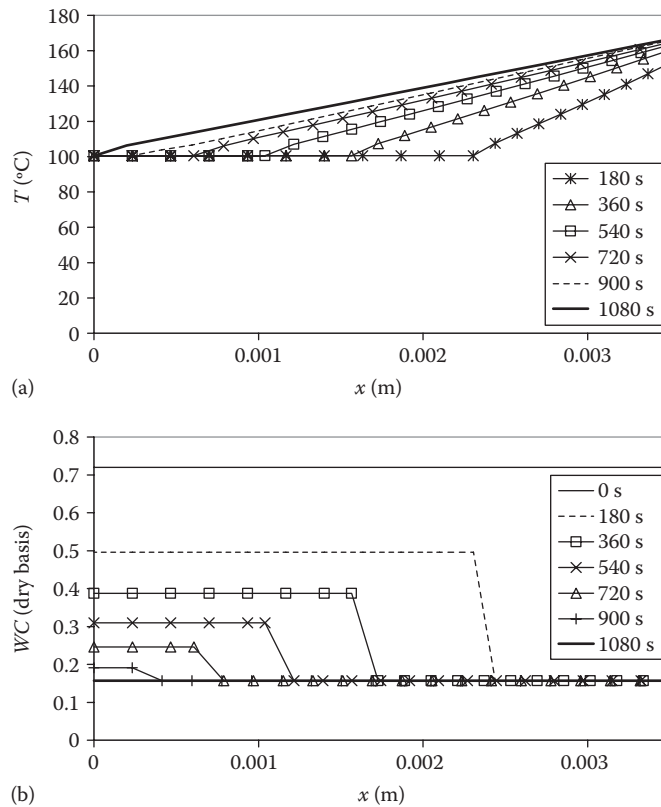 180
160
140
120
100
80
60
40
20
0
T (°C)
180 s
360 s
540 s
720 s
900 s
1080 s
0
0.001
0.002
0.003
(a)
x (m)
0.8
0.7
0.6
0.5
0.4
0.3
0.2
0.1
0
WC (dry basis)
0 s
180 s
360 s
540 s
720 s
900 s
1080 s
0
0.001
0.002
0.003
(b)
x (m)